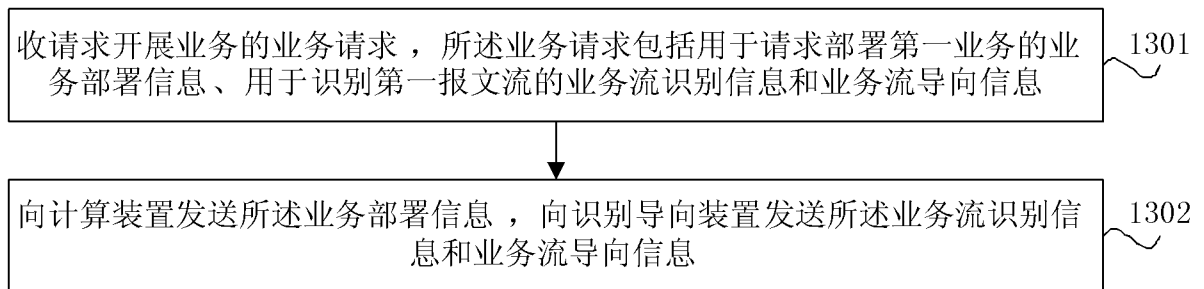 收请求开展业务的业务请求，所述业务请求包括用于请求部署第一业务的业
务部署信息、用于识别第一报文流的业务流识别信息和业务流导向信息
1301
向计算装置发送所述业务部署信息，向识别导向装置发送所述业务流识别信
息和业务流导向信息
1302